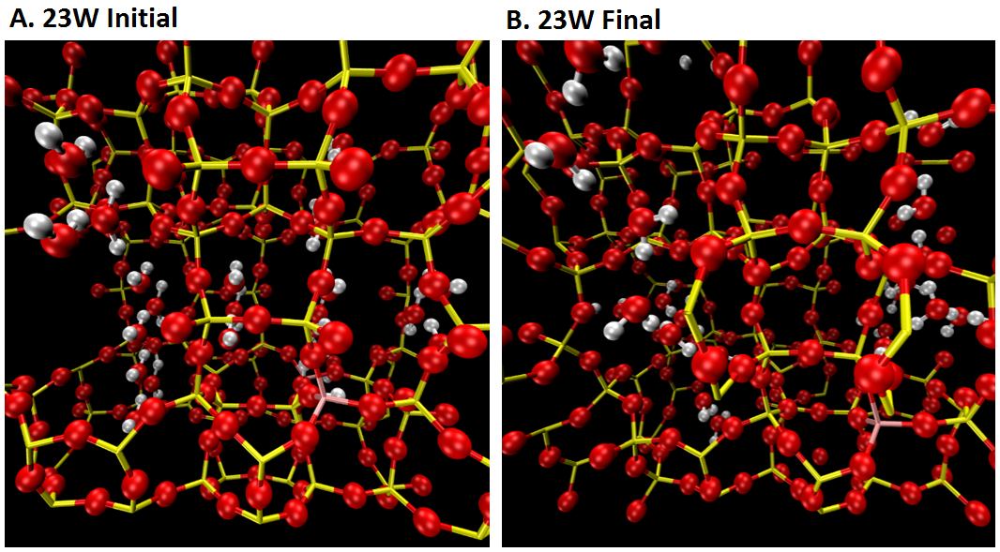 A. 23W Initial
B. 23W Final